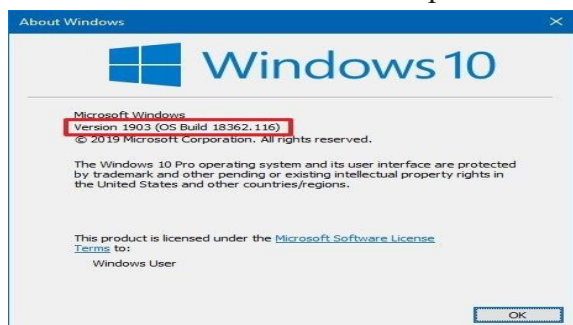 About Windows
Windows 10
Microsoft Windows
Version 1903 (OS Build 18362.116)
© 2019 Microsoft Corporation. All rights reserved.
The Windows 10 Pro operating system and its user interface are protected
by trademark and other pending or existing intellectual property rights in
the United States and other countries/regions.
This product is licensed under the Microsoft Software License
Terms to:
Windows User
OK